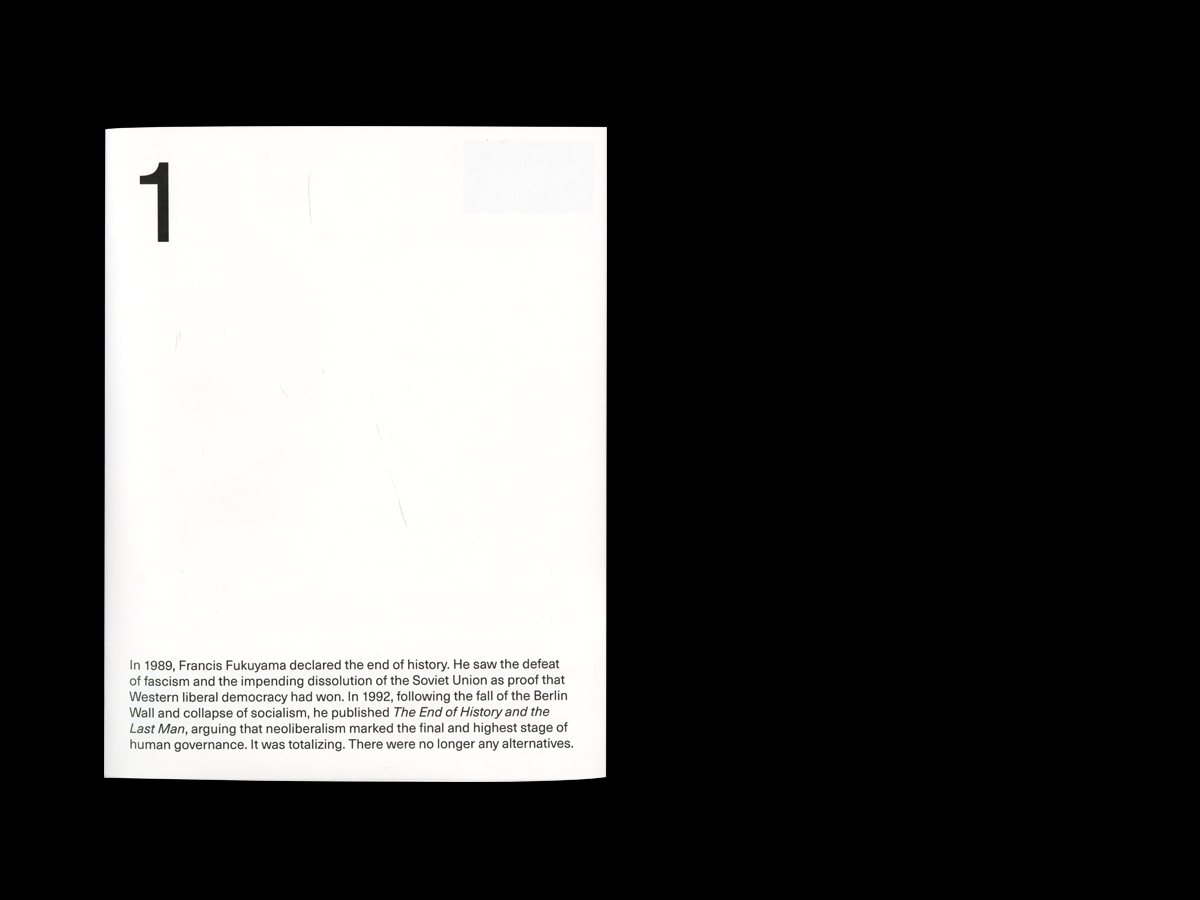 1
In 1989, Francis Fukuyama declared the end of history. He saw the defeat
of fascism and the impending dissolution of the Soviet Union as proof that
Western liberal democracy had won. In 1992, following the fall of the Berlin
Wall and collapse of socialism, he published The End of History and the
Last Man, arguing that neoliberalism marked the final and highest stage of
human governance. It was totalizing. There were no longer any alternatives.